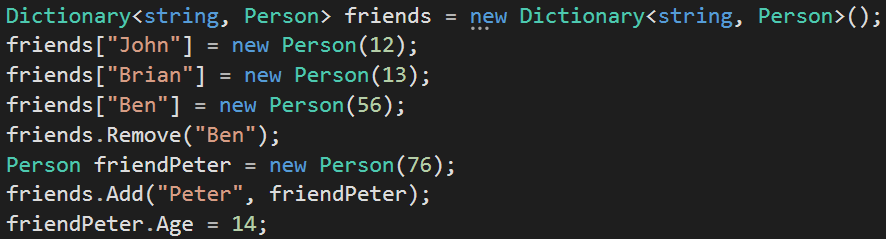 Dictionary<string, Person> friends = new Dictionary<string, Person>();
friends["John"] = new Person(12);
friends["Brian"] = new Person(13);
friends["Ben"] = new Person(56);
friends.Remove("Ben");
Person friendPeter = new Person(76);
friends.Add("Peter", friendPeter);
friendPeter.Age = 14;